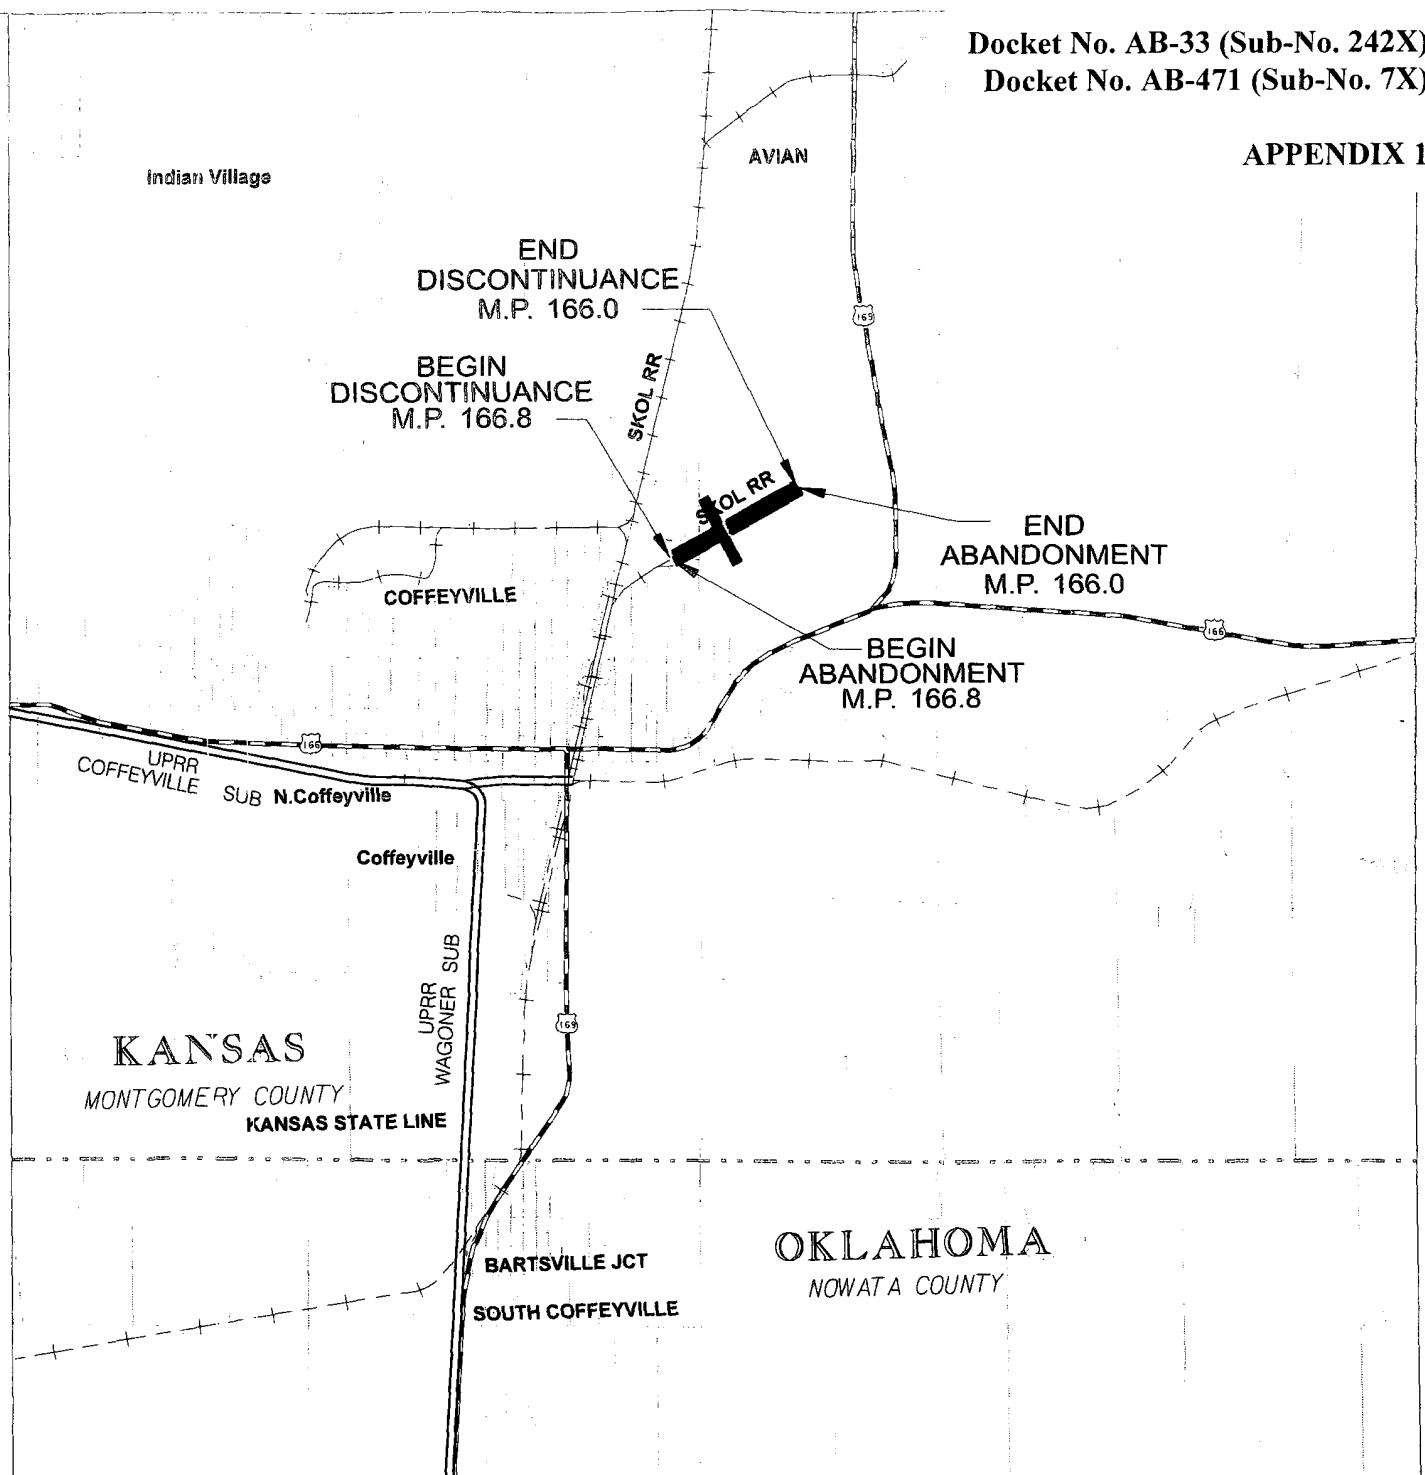 Docket No. AB-33 (Sub-No. 242X)
Docket No. AB-471 (Sub-No. 7X)
APPENDIX 1
Indian Village
AVIAN
END
DISCONTINUANCE
M.P. 166.0
169
BEGIN
DISCONTINUANCE
M.P. 166.8
SKOL RR
SKOL RR
END
ABANDONMENT
M.P. 166.0
COFFEYVILLE
166
BEGIN
ABANDONMENT
M.P. 166.8
166
UPRR
COFFEYVILLE SUB
N.Coffeyville
Coffeyville
UPRR
WAGONER SUB
169
KANSAS
MONTGOMERY COUNTY
KANSAS STATE LINE
OKLAHOMA
NOWATA COUNTY
BARTSVILLE JCT
SOUTH COFFEYVILLE